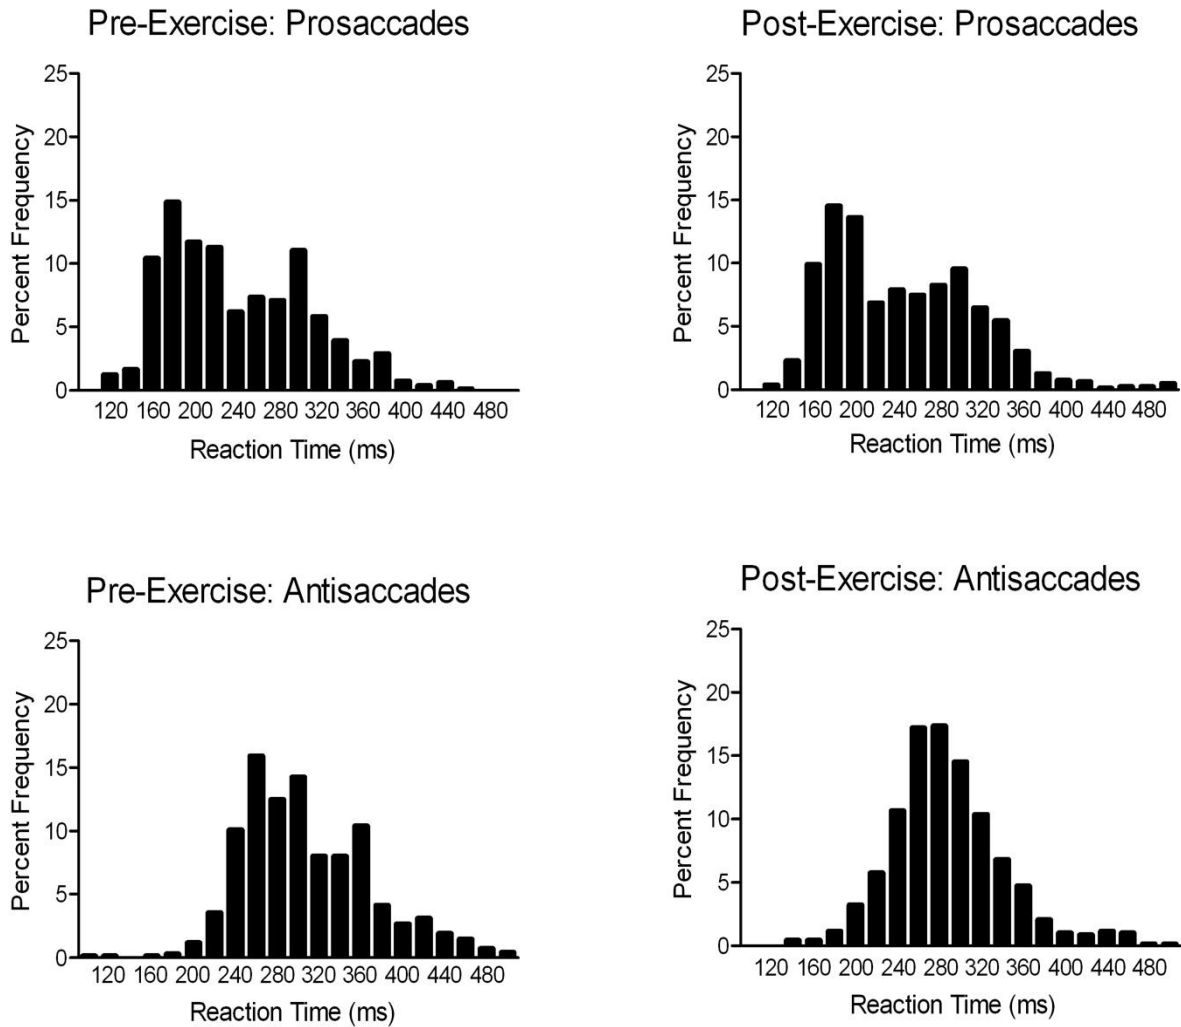 Pre-Exercise: Prosaccades
25
20
15
10
5
0
Percent Frequency
120 160 200 240 280 320 360 400 440 480
Reaction Time (ms)
Post-Exercise: Prosaccades
25
20
15
10
5
0
Percent Frequency
120 160 200 240 280 320 360 400 440 480
Reaction Time (ms)
Pre-Exercise: Antisaccades
25
20
15
10
5
0
Percent Frequency
120 160 200 240 280 320 360 400 440 480
Reaction Time (ms)
Post-Exercise: Antisaccades
25
20
15
10
5
0
Percent Frequency
120 160 200 240 280 320 360 400 440 480
Reaction Time (ms)